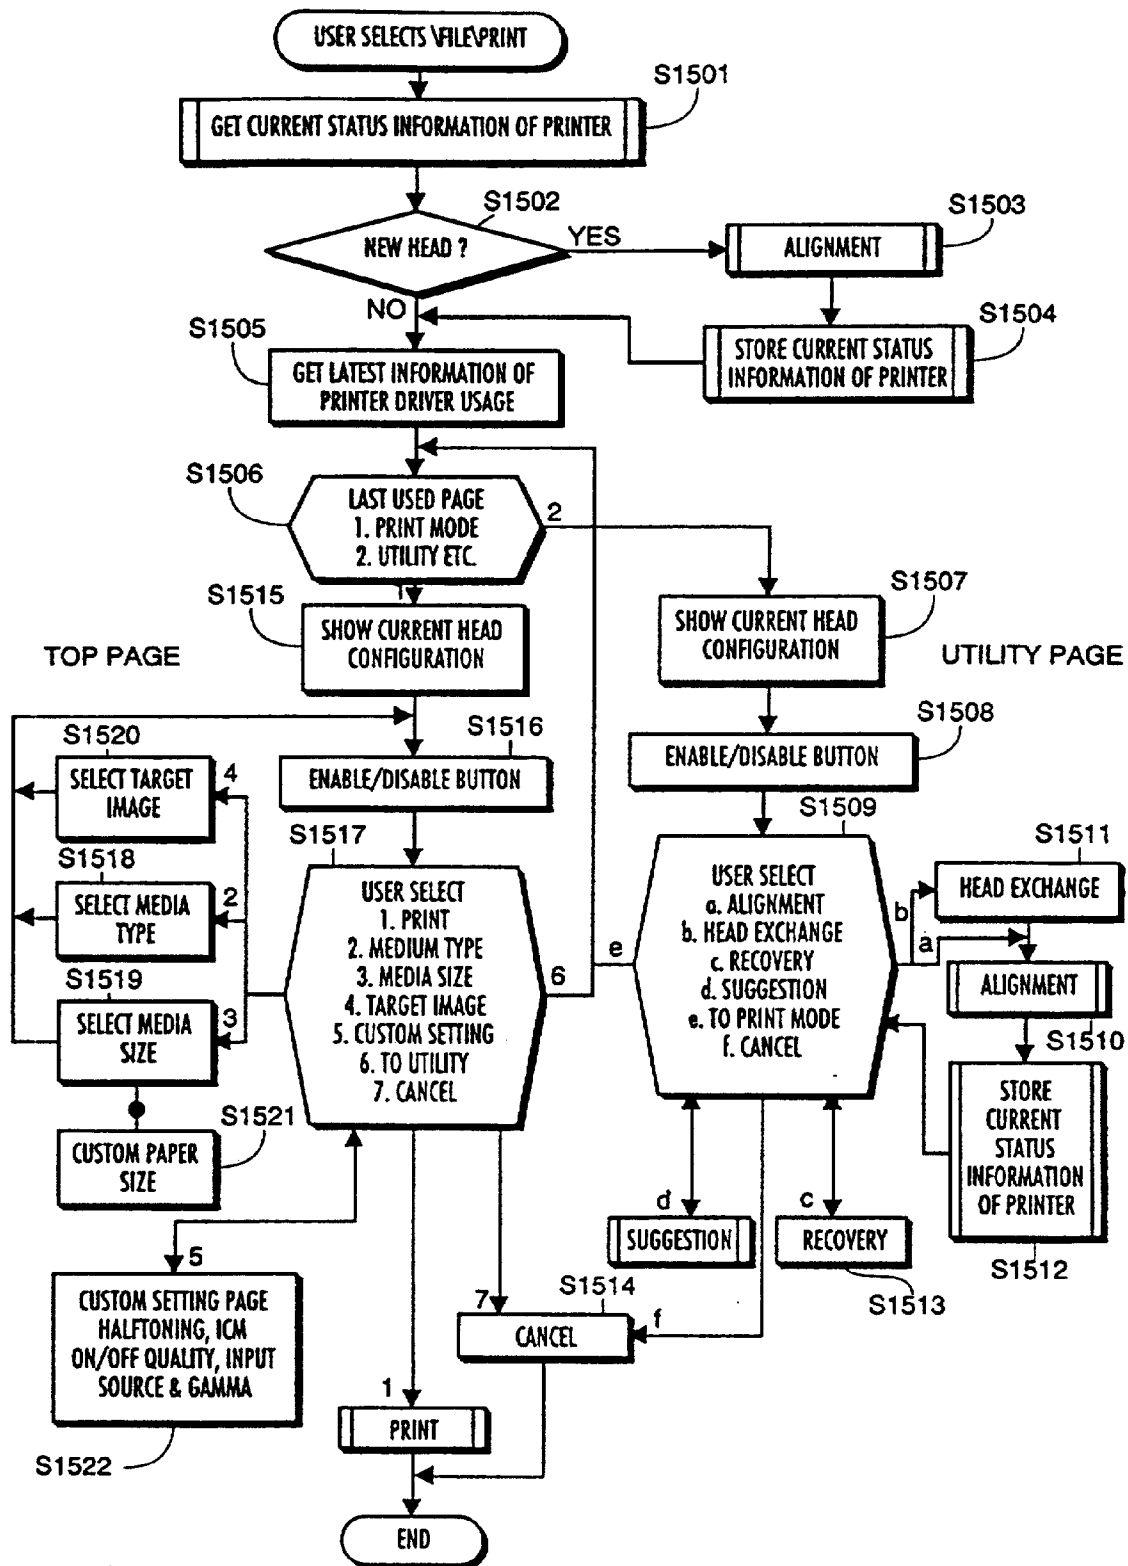 USER SELECTS \FILE\PRINT
S1501
GET CURRENT STATUS INFORMATION OF PRINTER
S1502
NEW HEAD ?
YES
S1503
ALIGNMENT
NO
S1504
STORE CURRENT STATUS
INFORMATION OF PRINTER
S1505
GET LATEST INFORMATION OF
PRINTER DRIVER USAGE
S1506
LAST USED PAGE
1. PRINT MODE
2. UTILITY ETC.
2
1
S1515
SHOW CURRENT HEAD
CONFIGURATION
S1507
SHOW CURRENT HEAD
CONFIGURATION
TOP PAGE
UTILITY PAGE
S1516
ENABLE/DISABLE BUTTON
S1508
ENABLE/DISABLE BUTTON
S1520
SELECT TARGET
IMAGE
4
S1518
SELECT MEDIA
TYPE
2
S1519
SELECT MEDIA
SIZE
3
S1521
CUSTOM PAPER
SIZE
S1517
USER SELECT
1. PRINT
2. MEDIUM TYPE
3. MEDIA SIZE
4. TARGET IMAGE
5. CUSTOM SETTING
6. TO UTILITY
7. CANCEL
6
e
S1509
USER SELECT
a. ALIGNMENT
b. HEAD EXCHANGE
c. RECOVERY
d. SUGGESTION
e. TO PRINT MODE
f. CANCEL
b
a
S1511
HEAD EXCHANGE
ALIGNMENT
S1510
STORE
CURRENT
STATUS
INFORMATION
OF PRINTER
S1512
d
SUGGESTION
c
RECOVERY
S1513
5
CUSTOM SETTING PAGE
HALFTONING, ICM
ON/OFF QUALITY, INPUT
SOURCE & GAMMA
S1522
7
S1514
CANCEL
f
1
PRINT
END